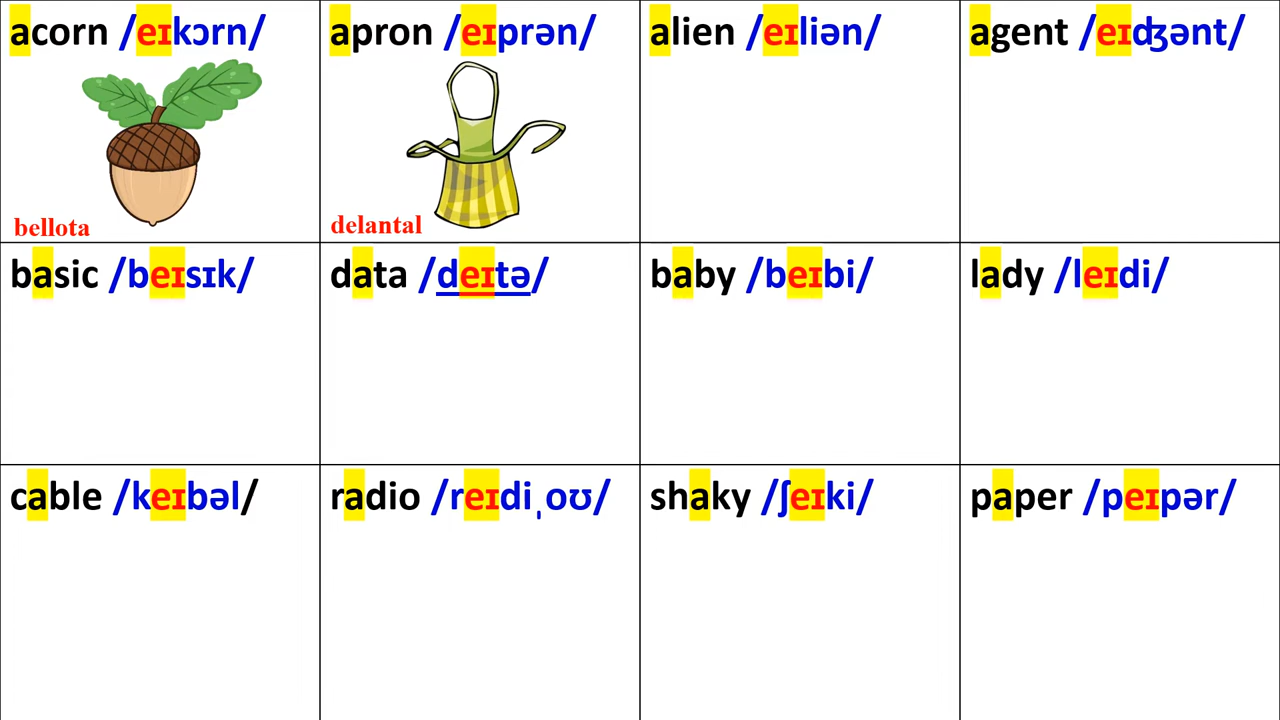 acorn /eɪkɔrn/
bellota
apron /eɪprən/
delantal
alien /eɪliən/
agent /eɪʤənt/
basic /beɪsɪk/
data /deɪtə/
baby /beɪbi/
lady /leɪdi/
cable /keɪbəl/
radio /reɪdiˌoʊ/
shaky /ʃeɪki/
paper /peɪpər/